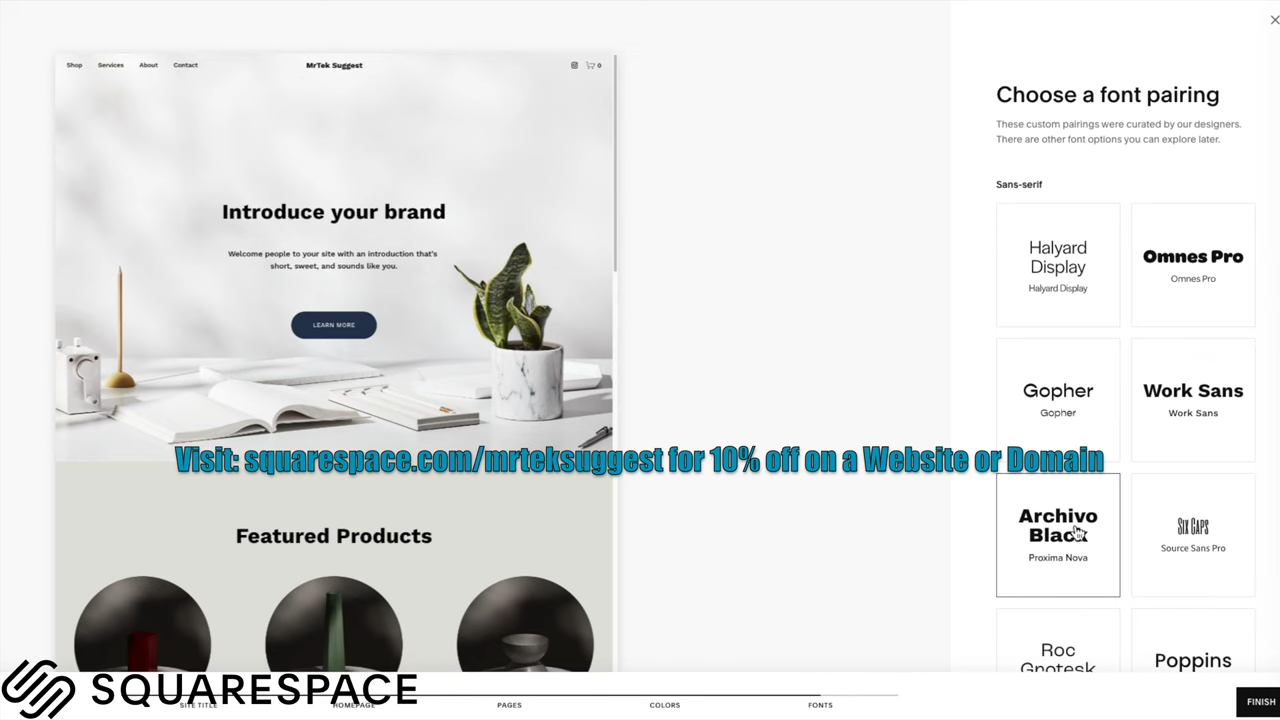 Shop Services About Contact MrTek Suggest 0
Introduce your brand
Welcome people to your site with an introduction that's
short, sweet, and sounds like you.
LEARN MORE
Featured Products
Choose a font pairing
These custom pairings were curated by our designers.
There are other font options you can explore later.
Sans-serif
Halyard
Display
Halyard Display
Omnes Pro
Omnes Pro
Gopher
Gopher
Work Sans
Work Sans
Visit: squarespace.com/mrteksuggest for 10% off on a Website or Domain
Archivo
Black
Proxima Nova
Six Caps
Source Sans Pro
Roc
Grotesk
Poppins
SQUARESPACE
SITE TITLE HOMEPAGE PAGES COLORS FONTS
FINISH